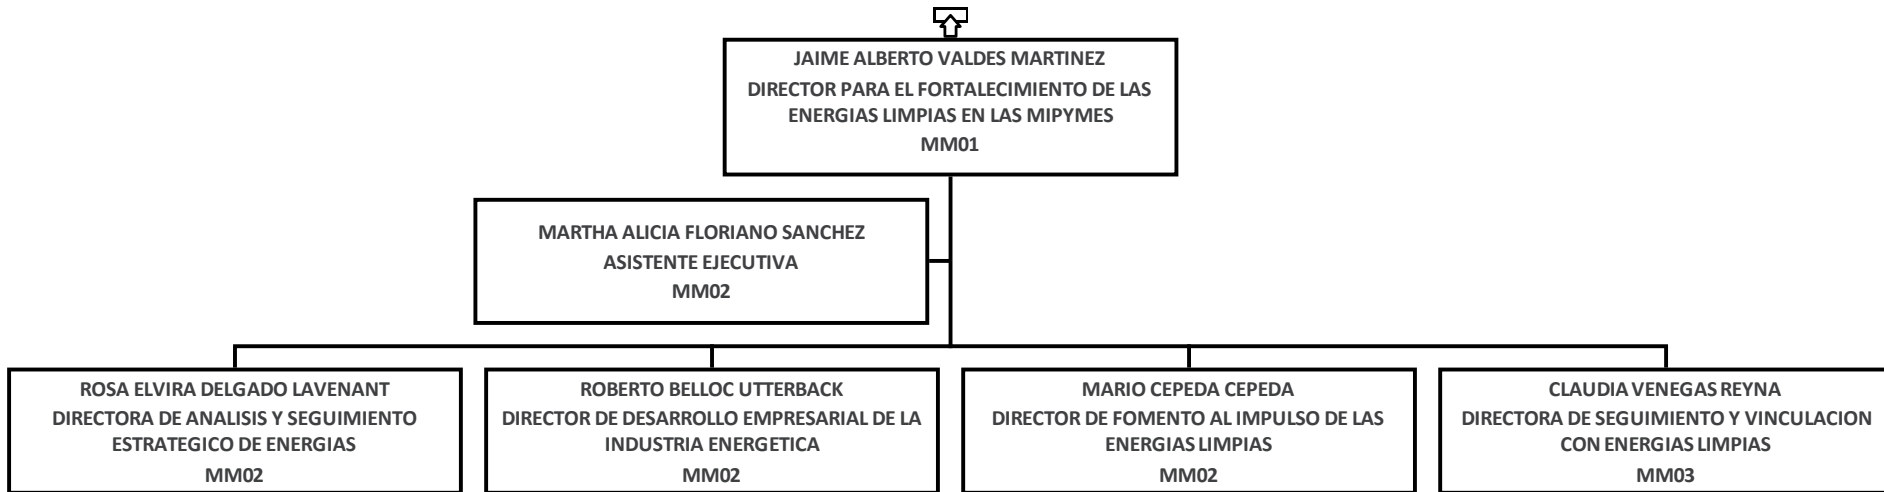 JAIME ALBERTO VALDES MARTINEZ
DIRECTOR PARA EL FORTALECIMIENTO DE LAS
ENERGIAS LIMPIAS EN LAS MIPYMES
MM01
MARTHA ALICIA FLORIANO SANCHEZ
ASISTENTE EJECUTIVA
MM02
ROSA ELVIRA DELGADO LAVENANT
DIRECTORA DE ANALISIS Y SEGUIMIENTO
ESTRATEGICO DE ENERGIAS
MM02
ROBERTO BELLOC UTTERBACK
DIRECTOR DE DESARROLLO EMPRESARIAL DE LA
INDUSTRIA ENERGETICA
MM02
MARIO CEPEDA CEPEDA
DIRECTOR DE FOMENTO AL IMPULSO DE LAS
ENERGIAS LIMPIAS
MM02
CLAUDIA VENEGAS REYNA
DIRECTORA DE SEGUIMIENTO Y VINCULACION
CON ENERGIAS LIMPIAS
MM03